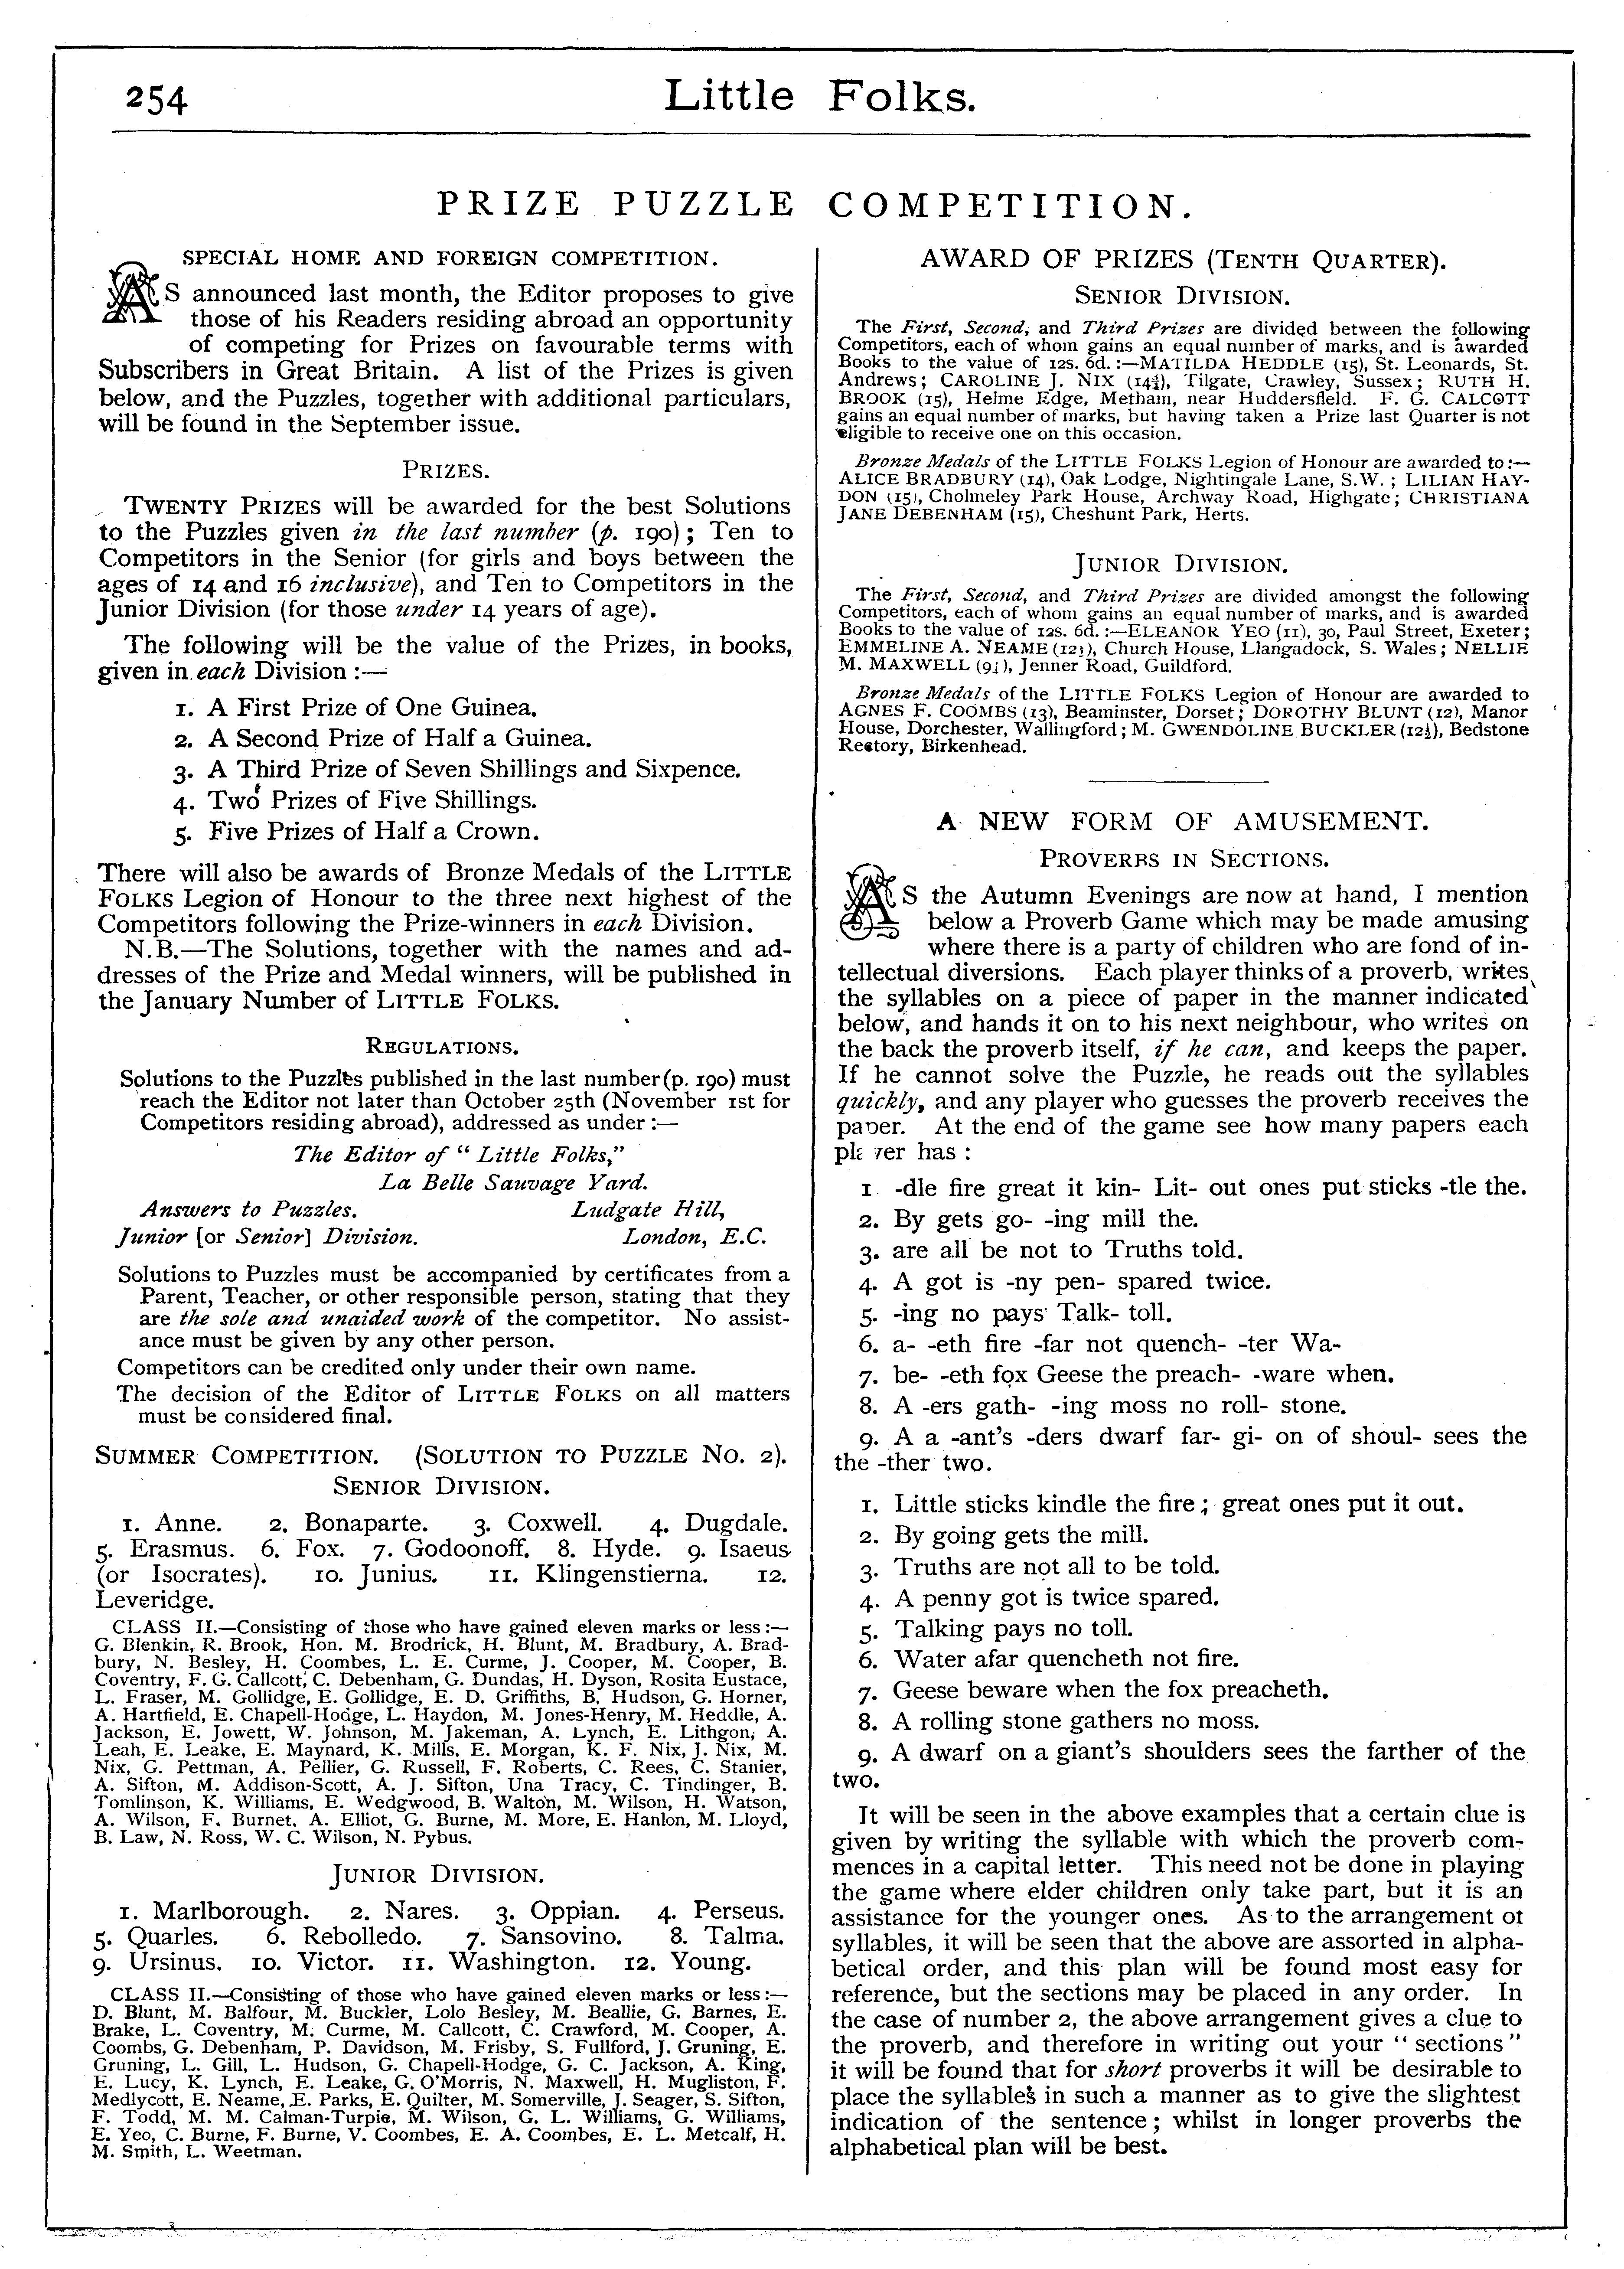 254
Little Folks.
PRIZE PUZZLE COMPETITION.
SPECIAL HOME AND FOREIGN COMPETITION.
AS announced last month, the Editor proposes to give
those of his Readers residing abroad an opportunity
of competing for Prizes on favourable terms with
Subscribers in Great Britain. A list of the Prizes is given
below, and the Puzzles, together with additional particulars,
will be found in the September issue.
PRIZES.
TWENTY PRIZES will be awarded for the best Solutions
to the Puzzles given in the last number (p. 190); Ten to
Competitors in the Senior (for girls and boys between the
ages of 14 and 16 inclusive), and Ten to Competitors in the
Junior Division (for those under 14 years of age).
The following will be the value of the Prizes, in books,
given in each Division :—
1. A First Prize of One Guinea.
2. A Second Prize of Half a Guinea.
3. A Third Prize of Seven Shillings and Sixpence.
4. Two Prizes of Five Shillings.
5. Five Prizes of Half a Crown.
There will also be awards of Bronze Medals of the LITTLE
FOLKS Legion of Honour to the three next highest of the
Competitors following the Prize-winners in each Division.
N.B.—The Solutions, together with the names and ad-
dresses of the Prize and Medal winners, will be published in
the January Number of LITTLE FOLKS.
REGULATIONS.
Solutions to the Puzzles published in the last number (p. 190) must
reach the Editor not later than October 25th (November 1st for
Competitors residing abroad), addressed as under :—
The Editor of "Little Folks,"
La Belle Sauvage Yard.
Answers to Puzzles. Ludgate Hill,
Junior [or Senior] Division. London, E.C.
Solutions to Puzzles must be accompanied by certificates from a
Parent, Teacher, or other responsible person, stating that they
are the sole and unaided work of the competitor. No assist-
ance must be given by any other person.
Competitors can be credited only under their own name.
The decision of the Editor of LITTLE FOLKS on all matters
must be considered final.
SUMMER COMPETITION. (SOLUTION TO PUZZLE NO. 2).
SENIOR DIVISION.
1. Anne. 2. Bonaparte. 3. Coxwell. 4. Dugdale.
5. Erasmus. 6. Fox. 7. Godoonoff. 8. Hyde. 9. Isaeus
(or Isocrates). 10. Junius. 11. Klingenstierna. 12.
Leveridge.
CLASS II.—Consisting of those who have gained eleven marks or less :—
G. Blenkin, R. Brook, Hon. M. Brodrick, H. Blunt, M. Bradbury, A. Brad-
bury, N. Besley, H. Coombes, L. E. Curme, J. Cooper, M. Cooper, B.
Coventry, F. G. Callcott, C. Debenham, G. Dundas, H. Dyson, Rosita Eustace,
L. Fraser, M. Gollidge, E. Gollidge, E. D. Griffiths, B. Hudson, G. Horner,
A. Hartfield, E. Chapell-Hodge, L. Haydon, M. Jones-Henry, M. Heddle, A.
Jackson, E. Jowett, W. Johnson, M. Jakeman, A. Lynch, E. Lithgon, A.
Leah, E. Leake, E. Maynard, K. Mills, E. Morgan, K. F. Nix, J. Nix, M.
Nix, G. Pettman, A. Pellier, G. Russell, F. Roberts, C. Rees, C. Stanier,
A. Sifton, M. Addison-Scott, A. J. Sifton, Una Tracy, C. Tindinger, B.
Tomlinson, K. Williams, E. Wedgwood, B. Walton, M. Wilson, H. Watson,
A. Wilson, F. Burnet, A. Elliot, G. Burne, M. More, E. Hanlon, M. Lloyd,
B. Law, N. Ross, W. C. Wilson, N. Pybus.
JUNIOR DIVISION.
1. Marlborough. 2. Nares. 3. Oppian. 4. Perseus.
5. Quarles. 6. Rebolledo. 7. Sansovino. 8. Talma.
9. Ursinus. 10. Victor. 11. Washington. 12. Young.
CLASS II.—Consisting of those who have gained eleven marks or less :—
D. Blunt, M. Balfour, M. Buckler, Lolo Besley, M. Beallie, G. Barnes, E.
Brake, L. Coventry, M. Curme, M. Callcott, C. Crawford, M. Cooper, A.
Coombs, G. Debenham, P. Davidson, M. Frisby, S. Fullford, J. Gruning, E.
Gruning, L. Gill, L. Hudson, G. Chapell-Hodge, G. C. Jackson, A. King,
E. Lucy, K. Lynch, E. Leake, G. O'Morris, N. Maxwell, H. Mugliston, F.
Medlycott, E. Neame, E. Parks, E. Quilter, M. Somerville, J. Seager, S. Sifton,
F. Todd, M. M. Calman-Turpie, M. Wilson, G. L. Williams, G. Williams,
E. Yeo, C. Burne, F. Burne, V. Coombes, E. A. Coombes, E. L. Metcalf, H.
M. Smith, L. Weetman.
AWARD OF PRIZES (TENTH QUARTER).
SENIOR DIVISION.
The First, Second, and Third Prizes are divided between the following
Competitors, each of whom gains an equal number of marks, and is awarded
Books to the value of 12s. 6d. :—MATILDA HEDDLE (15), St. Leonards, St.
Andrews; CAROLINE J. NIX (14¾), Tilgate, Crawley, Sussex; RUTH H.
BROOK (15), Helme Edge, Metham, near Huddersfield. F. G. CALCOTT
gains an equal number of marks, but having taken a Prize last Quarter is not
eligible to receive one on this occasion.
Bronze Medals of the LITTLE FOLKS Legion of Honour are awarded to :—
ALICE BRADBURY (14), Oak Lodge, Nightingale Lane, S.W. ; LILIAN HAY-
DON (15), Cholmeley Park House, Archway Road, Highgate; CHRISTIANA
JANE DEBENHAM (15), Cheshunt Park, Herts.
JUNIOR DIVISION.
The First, Second, and Third Prizes are divided amongst the following
Competitors, each of whom gains an equal number of marks, and is awarded
Books to the value of 12s. 6d. :—ELEANOR YEO (11), 30, Paul Street, Exeter;
EMMELINE A. NEAME (12½), Church House, Llangadock, S. Wales; NELLIE
M. MAXWELL Jenner Road, Guildford.
Bronze Medals of the LITTLE FOLKS Legion of Honour are awarded to
AGNES F. COOMBS (13), Beaminster, Dorset; DOROTHY BLUNT (12), Manor
House, Dorchester, Wallingford; M. GWENDOLINE BUCKLER (12½), Bedstone
Rectory, Birkenhead.
A NEW FORM OF AMUSEMENT.
PROVERBS IN SECTIONS.
AS the Autumn Evenings are now at hand, I mention
below a Proverb Game which may be made amusing
where there is a party of children who are fond of in-
tellectual diversions. Each player thinks of a proverb, writes
the syllables on a piece of paper in the manner indicated
below, and hands it on to his next neighbour, who writes on
the back the proverb itself, if he can, and keeps the paper.
If he cannot solve the Puzzle, he reads out the syllables
quickly, and any player who guesses the proverb receives the
paper. At the end of the game see how many papers each
player has :
1. -dle fire great it kin- Lit- out ones put sticks -tle the.
2. By gets go- -ing mill the.
3. are all be not to Truths told.
4. A got is -ny pen- spared twice.
5. -ing no pays Talk- toll.
6. a- -eth fire -far not quench- -ter Wa-
7. be- -eth fox Geese the preach- -ware when.
8. A -ers gath- -ing moss no roll- stone.
9. A a -ant's -ders dwarf far- gi- on of shoul- sees the
the -ther two.
1. Little sticks kindle the fire ; great ones put it out.
2. By going gets the mill.
3. Truths are not all to be told.
4. A penny got is twice spared.
5. Talking pays no toll.
6. Water afar quencheth not fire.
7. Geese beware when the fox preacheth.
8. A rolling stone gathers no moss.
9. A dwarf on a giant's shoulders sees the farther of the
two.
It will be seen in the above examples that a certain clue is
given by writing the syllable with which the proverb com-
mences in a capital letter. This need not be done in playing
the game where elder children only take part, but it is an
assistance for the younger ones. As to the arrangement of
syllables, it will be seen that the above are assorted in alpha-
betical order, and this plan will be found most easy for
reference, but the sections may be placed in any order. In
the case of number 2, the above arrangement gives a clue to
the proverb, and therefore in writing out your "sections"
it will be found that for short proverbs it will be desirable to
place the syllables in such a manner as to give the slightest
indication of the sentence; whilst in longer proverbs the
alphabetical plan will be best.